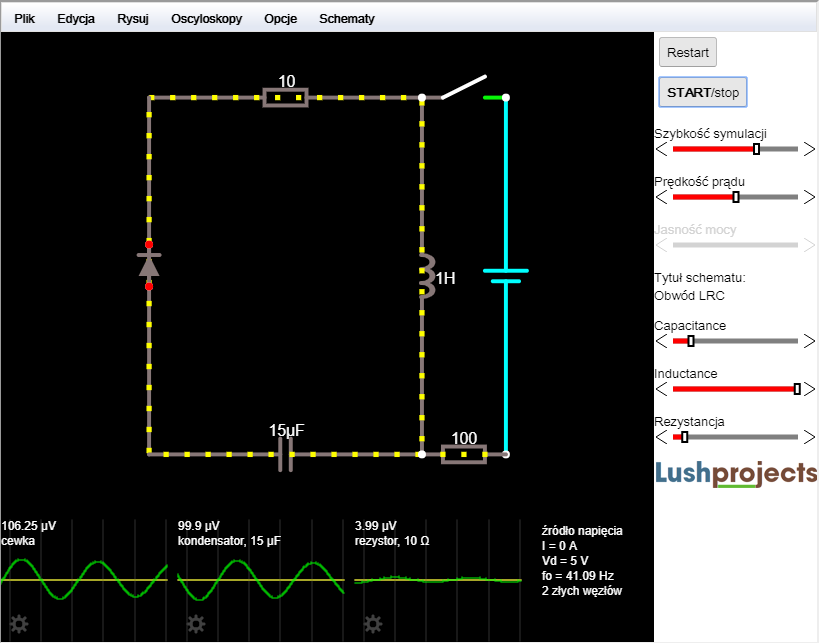 Plik Edycja Rysuj Oscyloskopy Opcje Schematy
Restart
START/stop
Szybkość symulacji
Prędkość prądu
Jasność mocy
Tytuł schematu:
Obwód LRC
Capacitance
Inductance
Rezystancja
Lushprojects
10
1H
15µF
100
106.25 µV
cewka
99.9 µV
kondensator, 15 µF
3.99 µV
rezystor, 10 Ω
źródło napięcia
I = 0 A
Vd = 5 V
fo = 41.09 Hz
2 złych węzłów